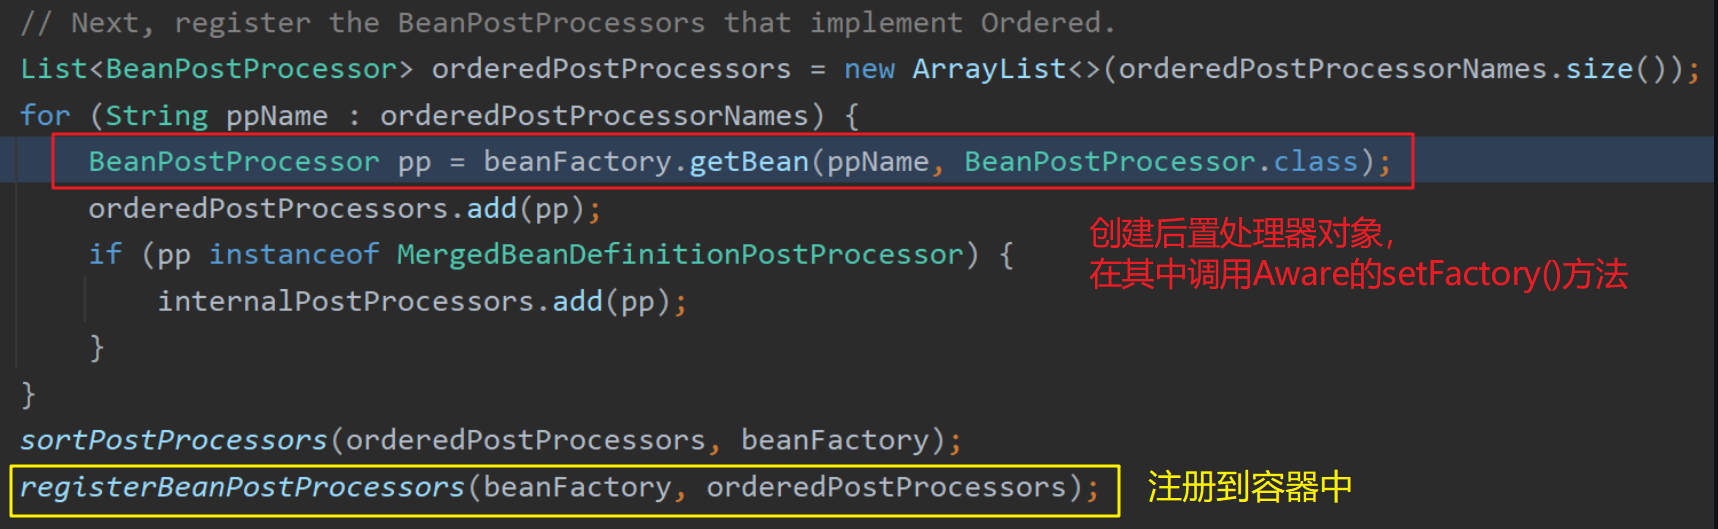 // Next, register the BeanPostProcessors that implement Ordered.
List<BeanPostProcessor> orderedPostProcessors = new ArrayList<>(orderedPostProcessorNames.size());
for (String ppName : orderedPostProcessorNames) {
    BeanPostProcessor pp = beanFactory.getBean(ppName, BeanPostProcessor.class);
    orderedPostProcessors.add(pp);
创建后置处理器对象,
    if (pp instanceof MergedBeanDefinitionPostProcessor) {
在其中调用Aware的setFactory()方法
        internalPostProcessors.add(pp);
    }
}
sortPostProcessors(orderedPostProcessors, beanFactory);
registerBeanPostProcessors(beanFactory, orderedPostProcessors);
注册到容器中